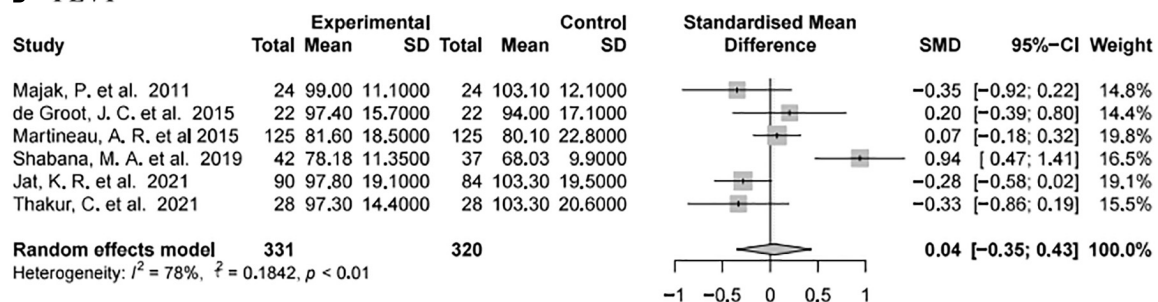 Experimental Control Standardised Mean
Study Total Mean SD Total Mean SD Difference SMD 95%-CI Weight
Majak, P. et al. 2011 24 99.00 11.1000 24 103.10 12.1000 -0.35 [-0.92; 0.22] 14.8%
de Groot, J. C. et al. 2015 22 97.40 15.7000 22 94.00 17.1000 0.20 [-0.39; 0.80] 14.4%
Martineau, A. R. et al 2015 125 81.60 18.5000 125 80.10 22.8000 0.07 [-0.18; 0.32] 19.8%
Shabana, M. A. et al. 2019 42 78.18 11.3500 37 68.03 9.9000 0.94 [ 0.47; 1.41] 16.5%
Jat, K. R. et al. 2021 90 97.80 19.1000 84 103.30 19.5000 -0.28 [-0.58; 0.02] 19.1%
Thakur, C. et al. 2021 28 97.30 14.4000 28 103.30 20.6000 -0.33 [-0.86; 0.19] 15.5%
Random effects model 331 320 0.04 [-0.35; 0.43] 100.0%
Heterogeneity: I² = 78%, τ² = 0.1842, p < 0.01
-1 -0.5 0 0.5 1